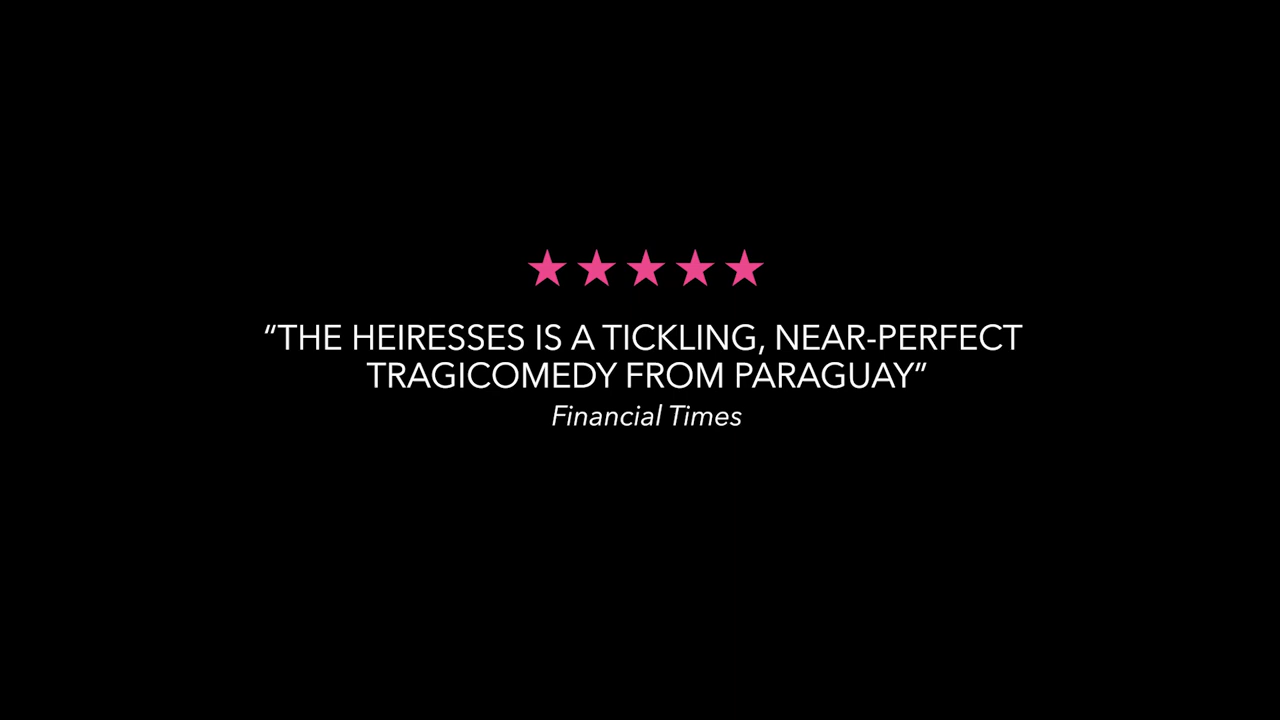 “THE HEIRESSES IS A TICKLING, NEAR-PERFECT
TRAGICOMEDY FROM PARAGUAY”
Financial Times